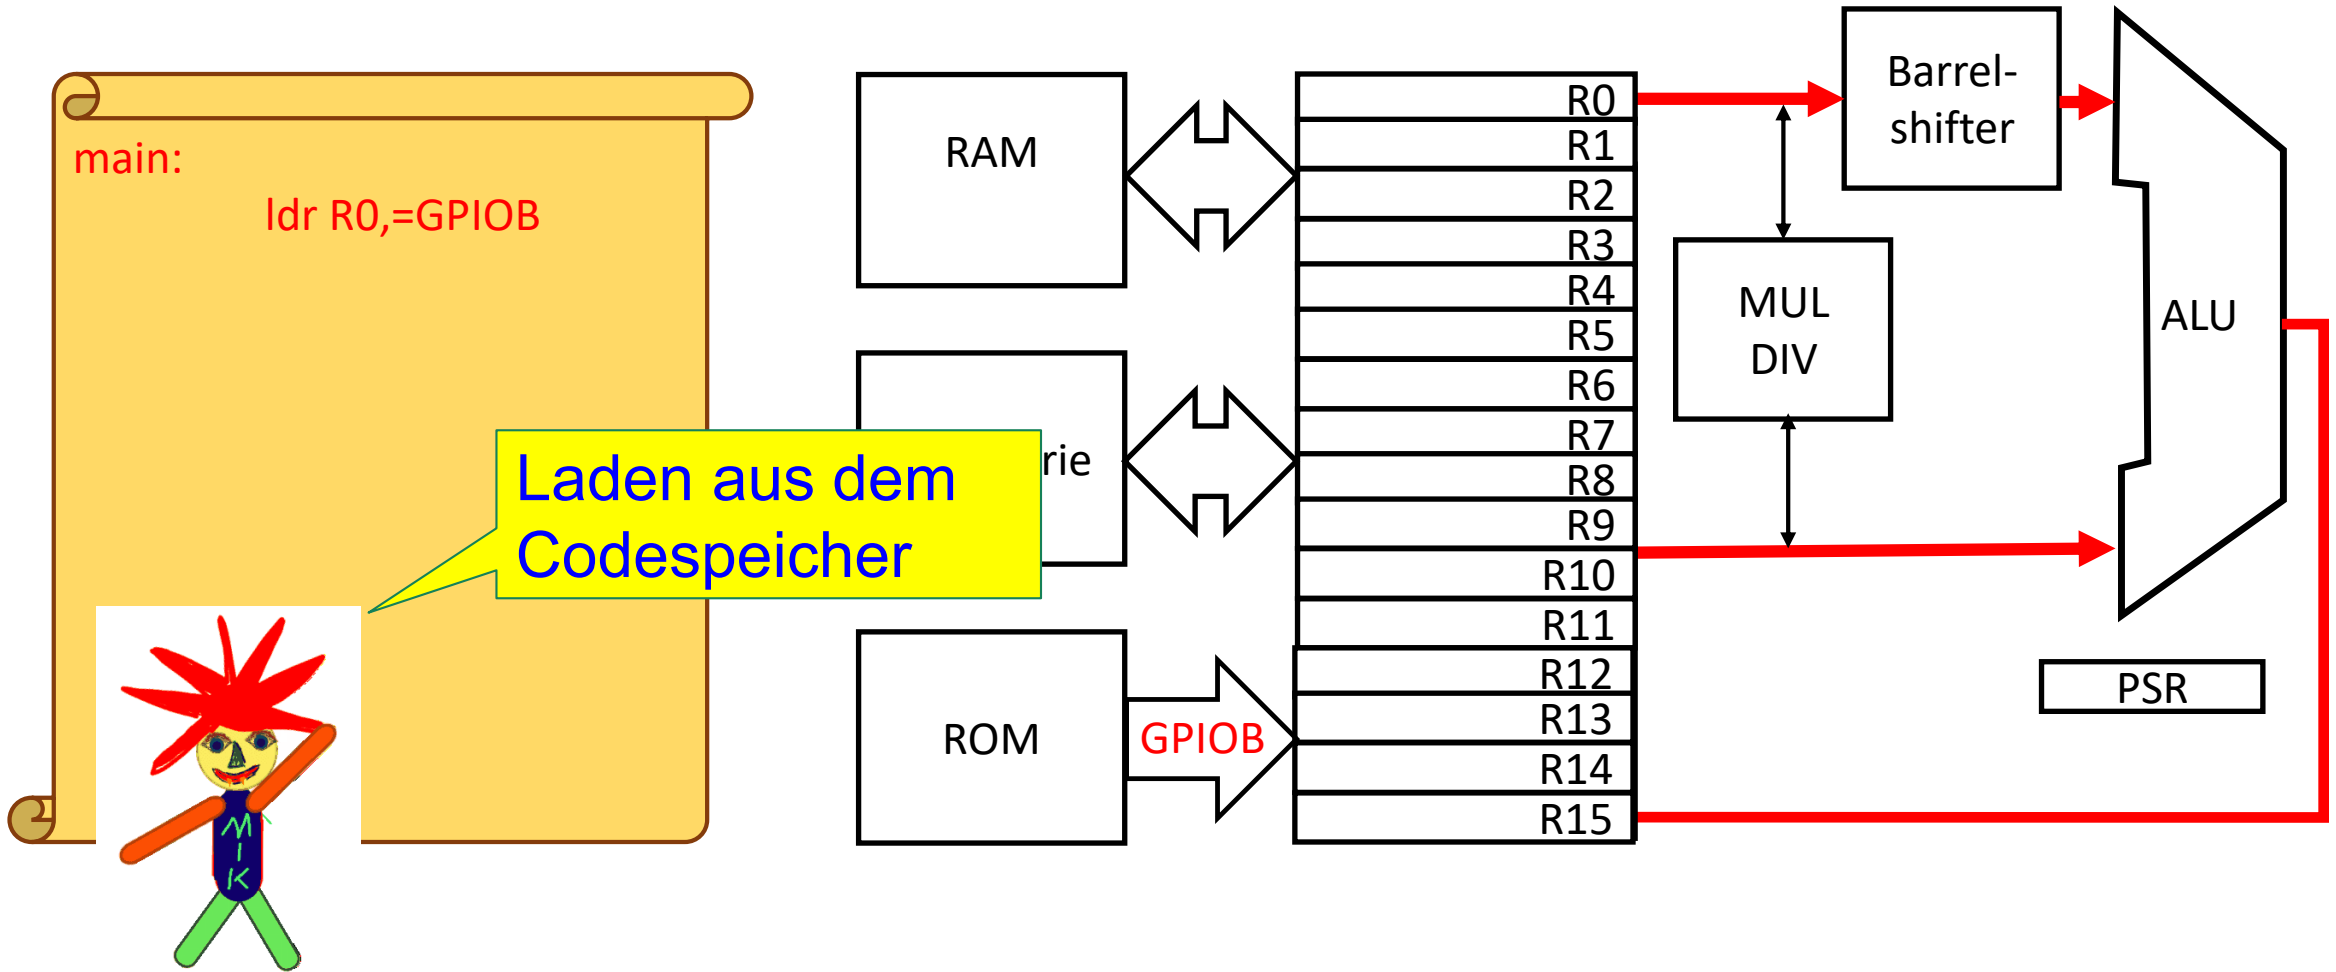 main:
ldr R0,=GPIOB
Laden aus dem
Codespeicher
M
I
K
RAM
rie
ROM
GPIOB
R0
R1
R2
R3
R4
R5
R6
R7
R8
R9
R10
R11
R12
R13
R14
R15
Barrel-
shifter
MUL
DIV
ALU
PSR